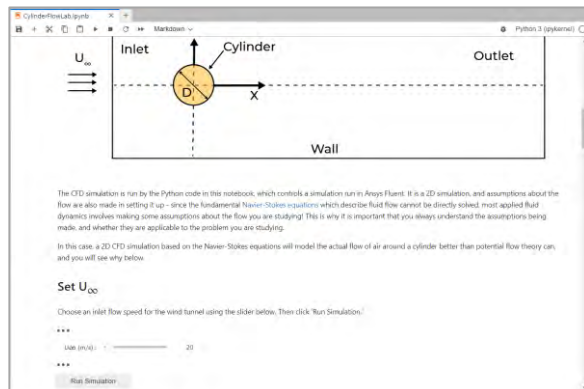 CylinderFlowLab.ipynb
Markdown
Python 3 (ipykernel)
Inlet
Cylinder
Outlet
U∞
D
X
Wall
The CFD simulation is run by the Python code in this notebook, which controls a simulation run in Ansys Fluent. It is a 2D simulation, and assumptions about the
flow are also made in setting it up - since the fundamental Navier-Stokes equations which describe fluid flow cannot be directly solved, most applied fluid
dynamics involves making some assumptions about the flow you are studying! This is why it is important that you always understand the assumptions being
made, and whether they are applicable to the problem you are studying.
In this case, a 2D CFD simulation based on the Navier-Stokes equations will model the actual flow of air around a cylinder better than potential flow theory can,
and you will see why below.
Set U∞
Choose an inlet flow speed for the wind tunnel using the slider below. Then click 'Run Simulation.'
(m/s): 20
Run Simulation